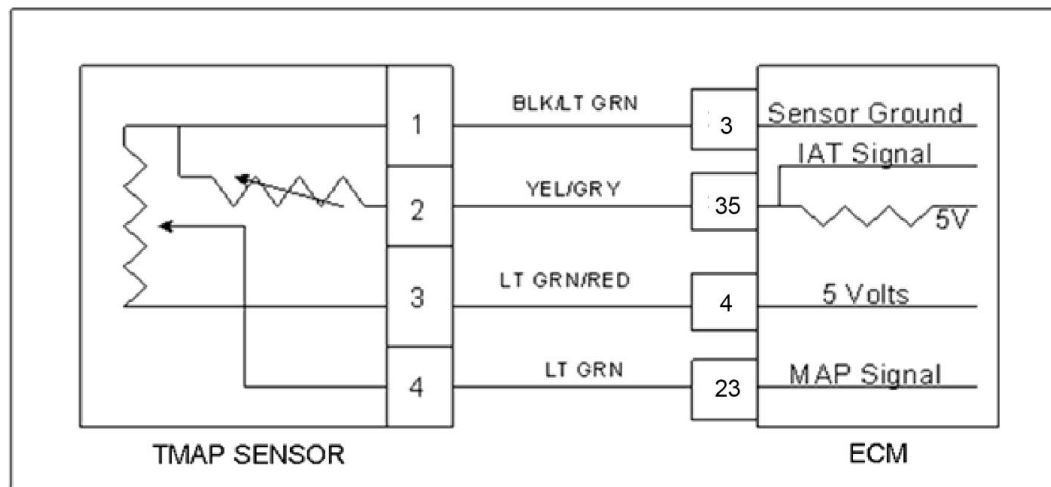 BLK/LT GRN
1
3
Sensor Ground
IAT Signal
YEL/GRY
2
35
5V
LT GRN/RED
3
4
5 Volts
LT GRN
4
23
MAP Signal
TMAP SENSOR
ECM